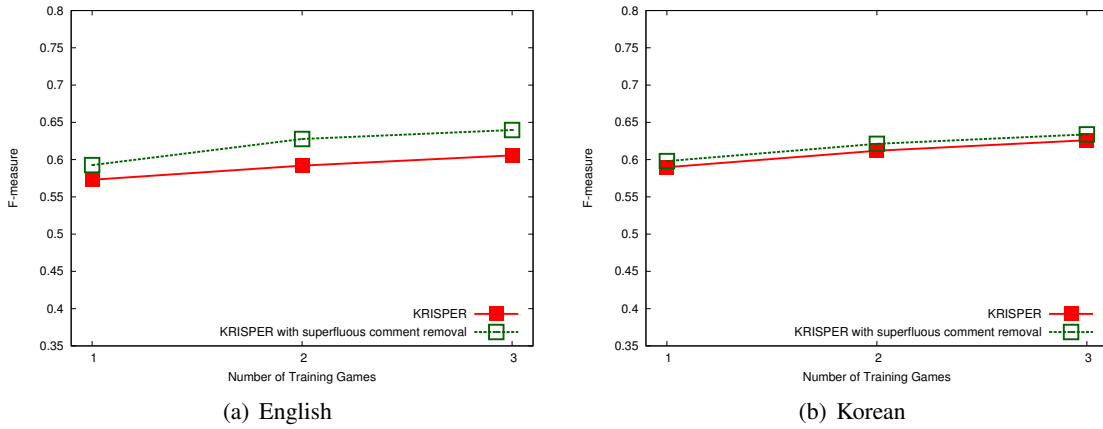 0.8
0.75
0.7
0.65
0.6
0.55
0.5
0.45
0.4
0.35
F-measure
KRISPER
KRISPER with superfluous comment removal
1 2 3
Number of Training Games
(a) English
0.8
0.75
0.7
0.65
0.6
0.55
0.5
0.45
0.4
0.35
F-measure
KRISPER
KRISPER with superfluous comment removal
1 2 3
Number of Training Games
(b) Korean